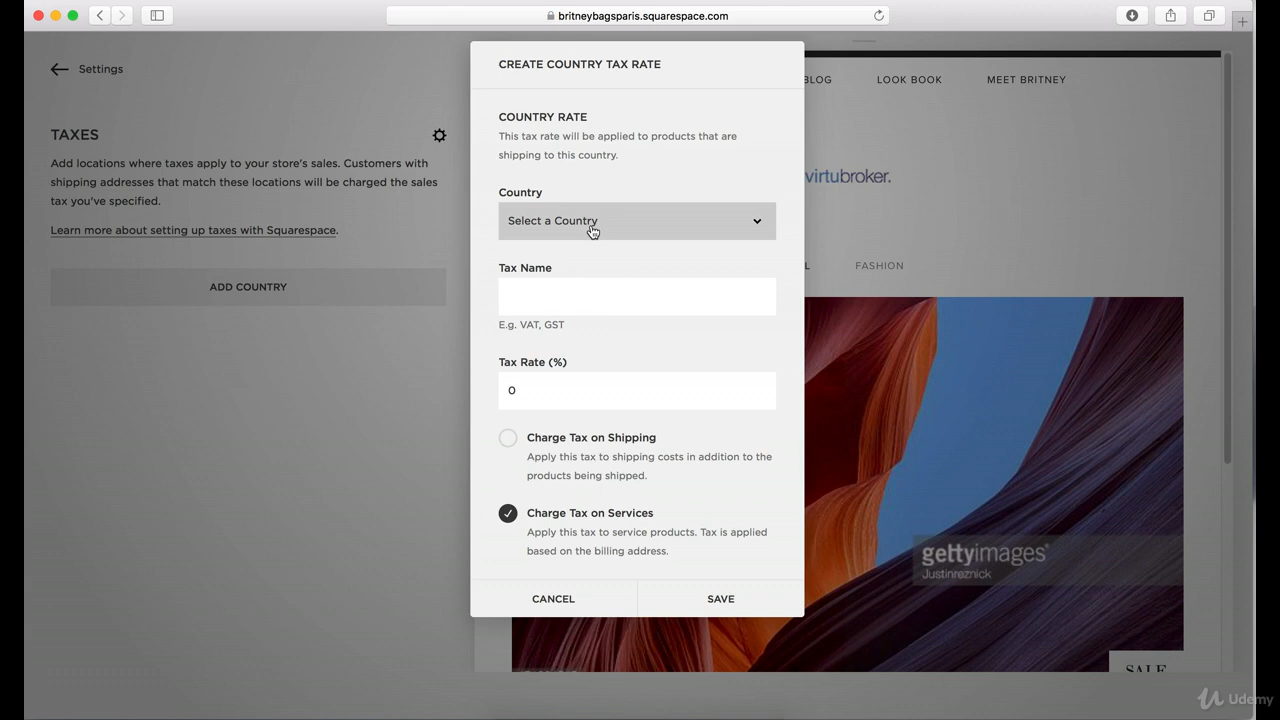 britneybagsparis.squarespace.com
Settings
TAXES
Add locations where taxes apply to your store's sales. Customers with
shipping addresses that match these locations will be charged the sales
tax you've specified.
Learn more about setting up taxes with Squarespace.
ADD COUNTRY
CREATE COUNTRY TAX RATE
COUNTRY RATE
This tax rate will be applied to products that are
shipping to this country.
Country
Select a Country
Tax Name
E.g. VAT, GST
Tax Rate (%)
0
Charge Tax on Shipping
Apply this tax to shipping costs in addition to the
products being shipped.
Charge Tax on Services
Apply this tax to service products. Tax is applied
based on the billing address.
CANCEL SAVE
BLOG LOOK BOOK MEET BRITNEY
virtubroker.
L FASHION
gettyimages®
Justinreznick
SALE
Udemy